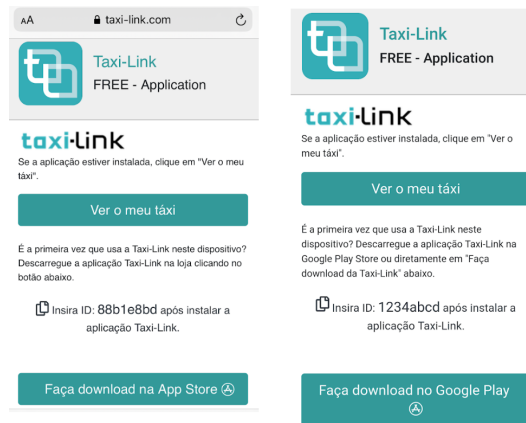 AA taxi-link.com
Taxi-Link
FREE - Application
taxi-link
Se a aplicação estiver instalada, clique em "Ver o meu
táxi".
Ver o meu táxi
É a primeira vez que usa a Taxi-Link neste dispositivo?
Descarregue a aplicação Taxi-Link na loja clicando no
botão abaixo.
Insira ID: 88b1e8bd após instalar a
aplicação Taxi-Link.
Faça download na App Store
Taxi-Link
FREE - Application
taxi-link
Se a aplicação estiver instalada, clique em "Ver o
meu táxi".
Ver o meu táxi
É a primeira vez que usa a Taxi-Link neste
dispositivo? Descarregue a aplicação Taxi-Link na
Google Play Store ou diretamente em "Faça
download da Taxi-Link" abaixo.
Insira ID: 1234abcd após instalar a
aplicação Taxi-Link.
Faça download no Google Play